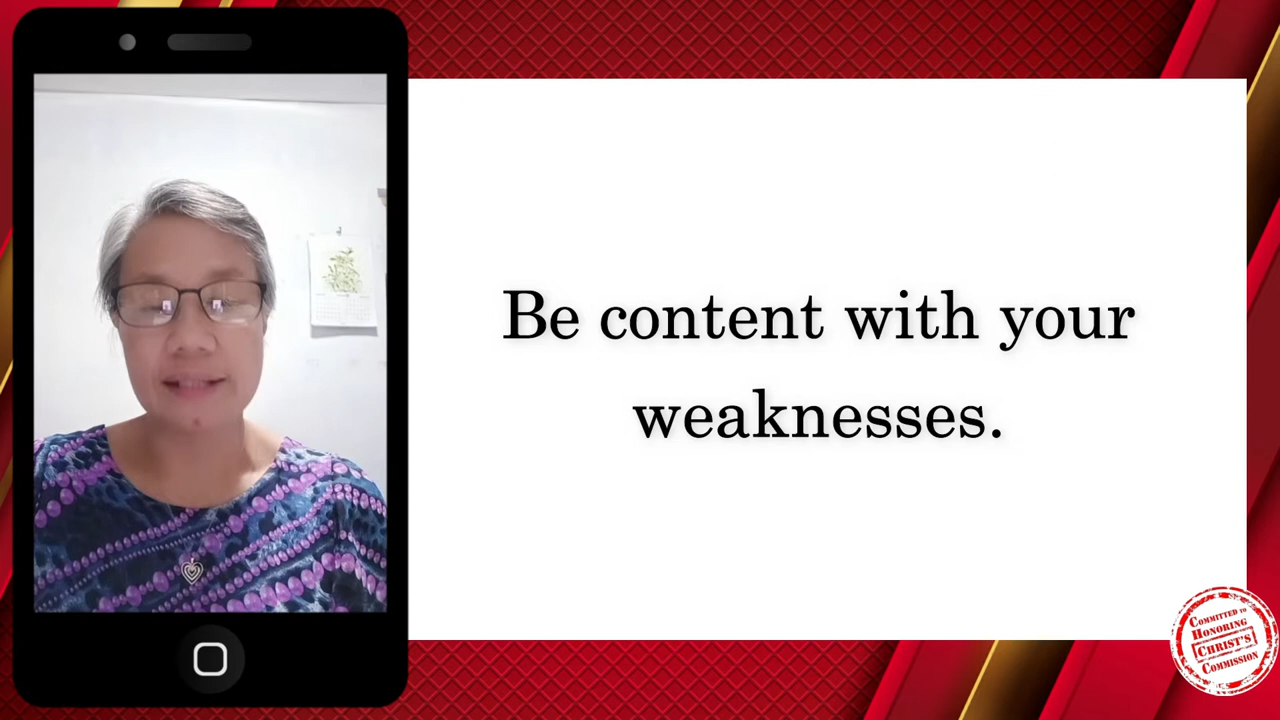 Be content with your
weaknesses.
COMMITTED TO
HONORING
CHRIST'S
COMMISSION